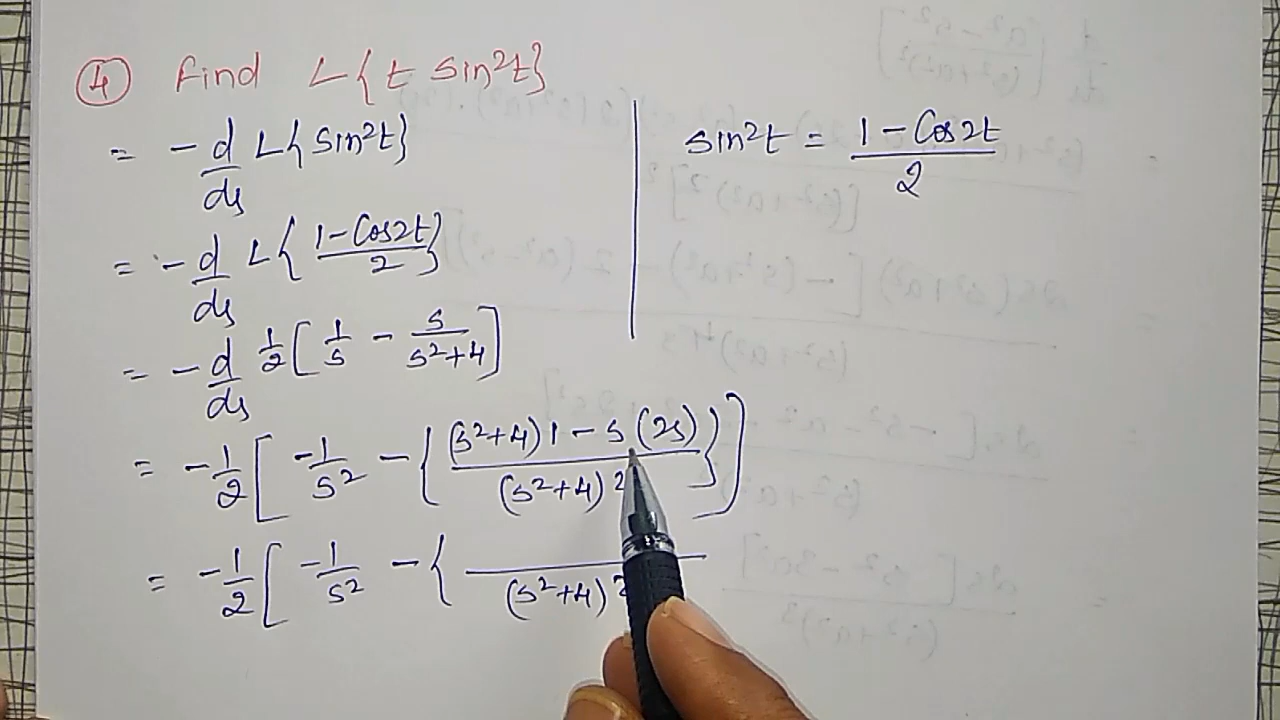 ④ Find L{t sin²t}
= -d/ds L{sin²t}
= -d/ds L{(1-Cos2t)/2}
= -d/ds 1/2[1/s - s/(s²+4)]
= -1/2[-1/s² - {((s²+4)1-s(2s))/(s²+4)²}]
= -1/2[-1/s² - { /(s²+4)²
sin²t = (1-Cos2t)/2